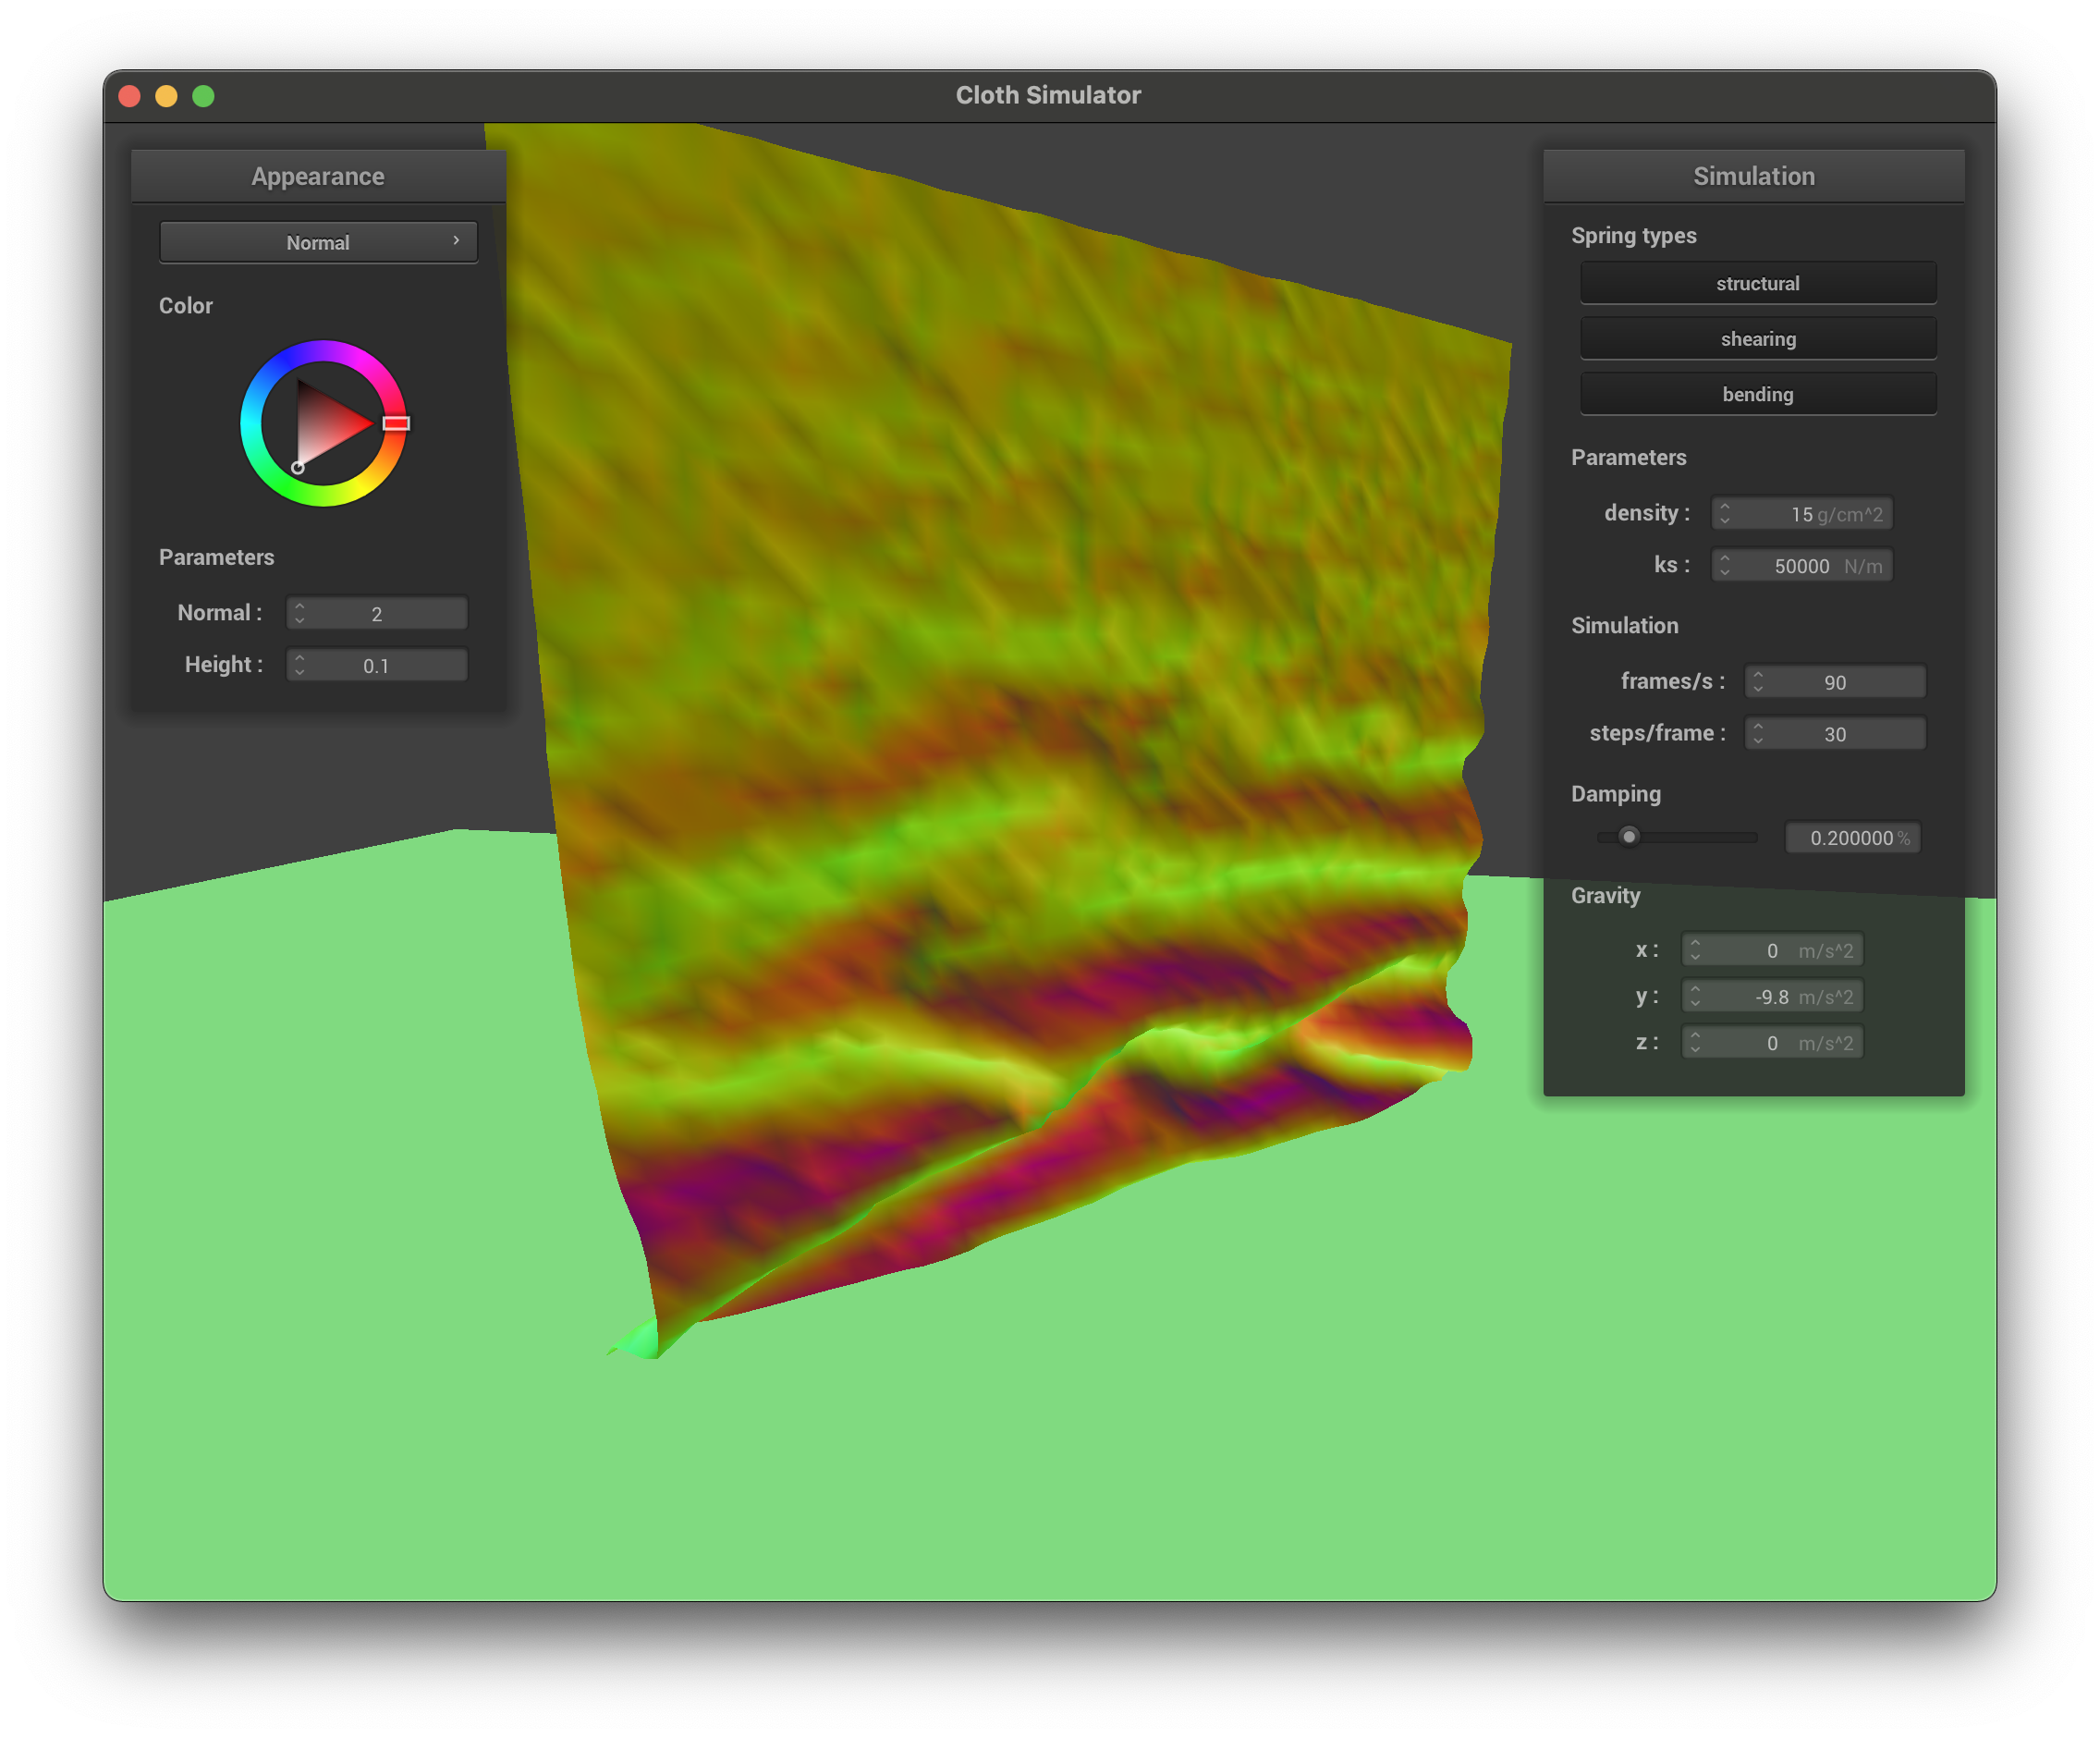 Cloth Simulator
Appearance
Normal
Color
Parameters
Normal : 2
Height : 0.1
Simulation
Spring types
structural
shearing
bending
Parameters
density : 15 g/cm^2
ks : 50000 N/m
Simulation
frames/s : 90
steps/frame : 30
Damping
0.200000 %
Gravity
x : 0 m/s^2
y : -9.8 m/s^2
z : 0 m/s^2